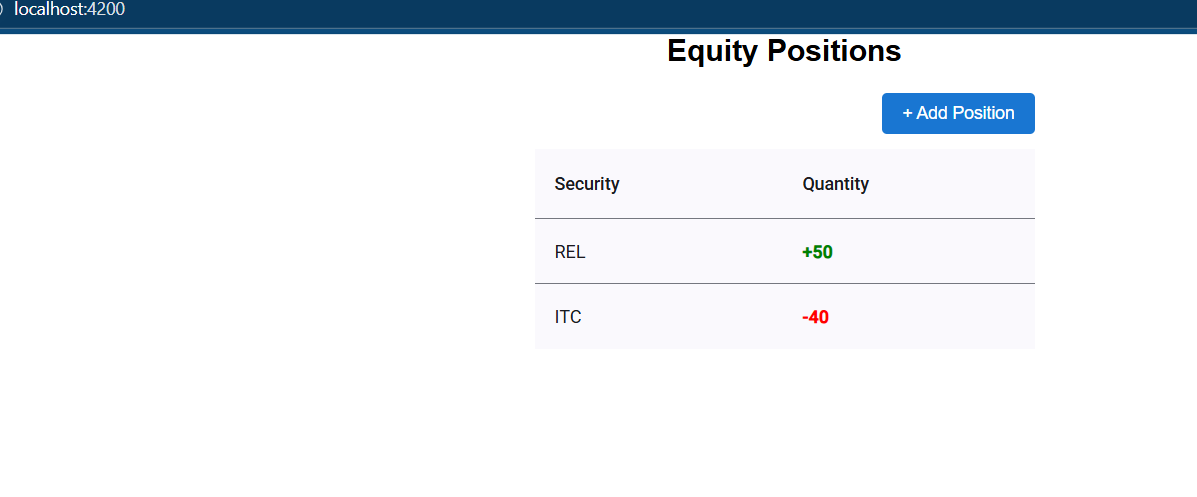 localhost:4200
Equity Positions
+ Add Position
Security Quantity
REL +50
ITC -40